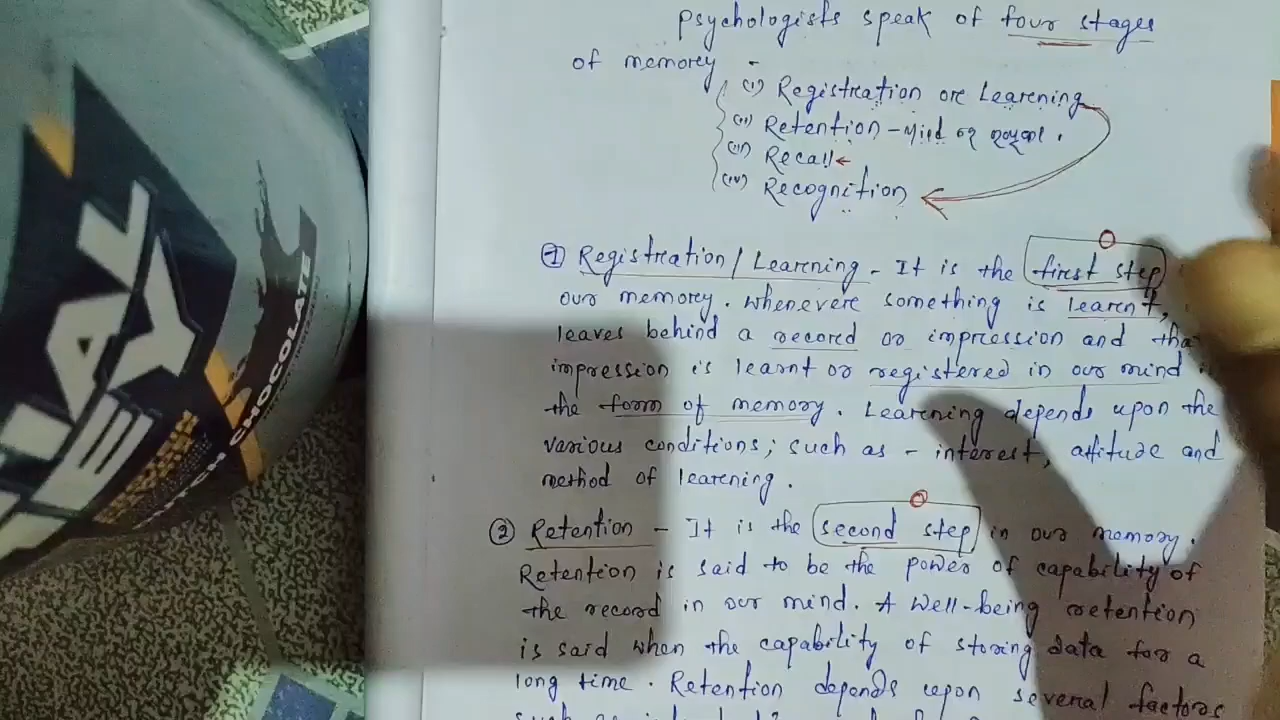 Psychologists speak of four stages
of memory -
(i) Registration or Learning
(ii) Retention -
(iii) Recall
(iv) Recognition
① Registration / Learning - It is the first step
our memory. Whenever something is learnt,
leaves behind a record or impression and tha
impression is learnt or registered in our mind
the form of memory. Learning depends upon the
various conditions; such as - interest, attitude and
method of learning.
② Retention - It is the second step in our memory.
Retention is said to be the power of capability of
the record in our mind. A well-being retention
is said when the capability of storing data for a
long time. Retention depends upon several factors
CHOCOLATE